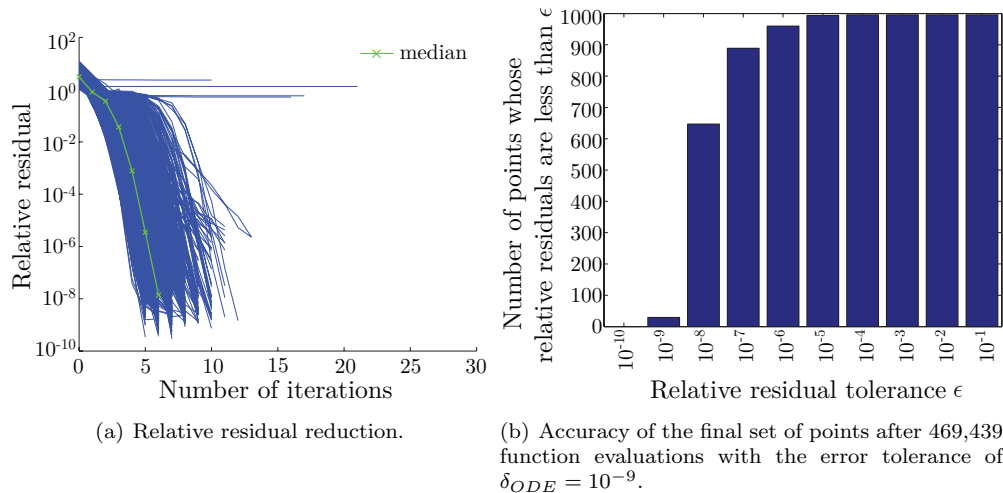 10^2
10^0
10^-2
10^-4
10^-6
10^-8
10^-10
Relative residual
median
0 5 10 15 20 25 30
Number of iterations
(a) Relative residual reduction.
Number of points whose
relative residuals are less than ϵ
1000
900
800
700
600
500
400
300
200
100
0
10^-10 10^-9 10^-8 10^-7 10^-6 10^-5 10^-4 10^-3 10^-2 10^-1
Relative residual tolerance ϵ
(b) Accuracy of the final set of points after 469,439
function evaluations with the error tolerance of
δ_ODE = 10^-9.